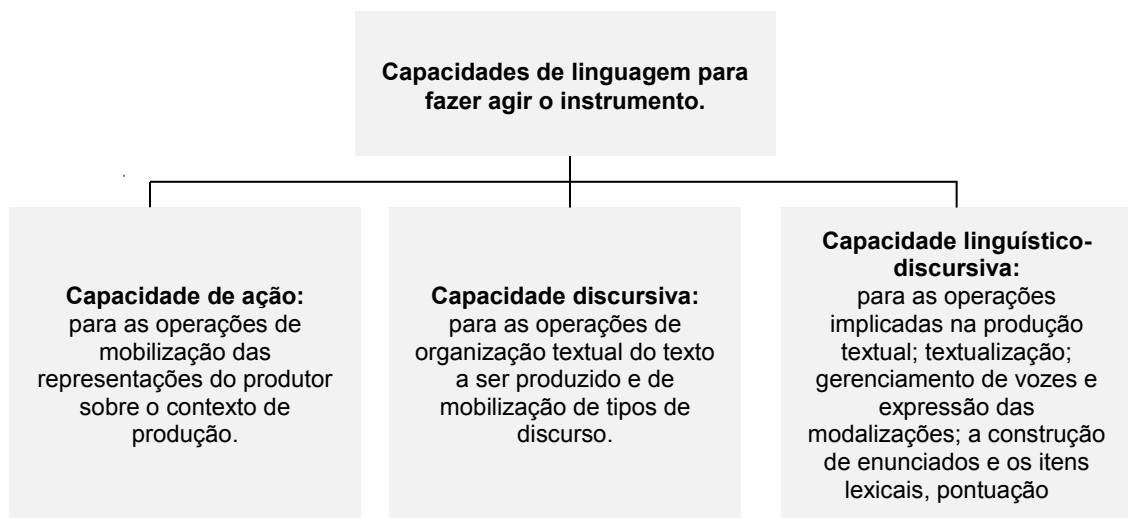 Capacidades de linguagem para
fazer agir o instrumento.
Capacidade de ação:
para as operações de
mobilização das
representações do produtor
sobre o contexto de
produção.
Capacidade discursiva:
para as operações de
organização textual do texto
a ser produzido e de
mobilização de tipos de
discurso.
Capacidade linguístico-
discursiva:
para as operações
implicadas na produção
textual; textualização;
gerenciamento de vozes e
expressão das
modalizações; a construção
de enunciados e os itens
lexicais, pontuação